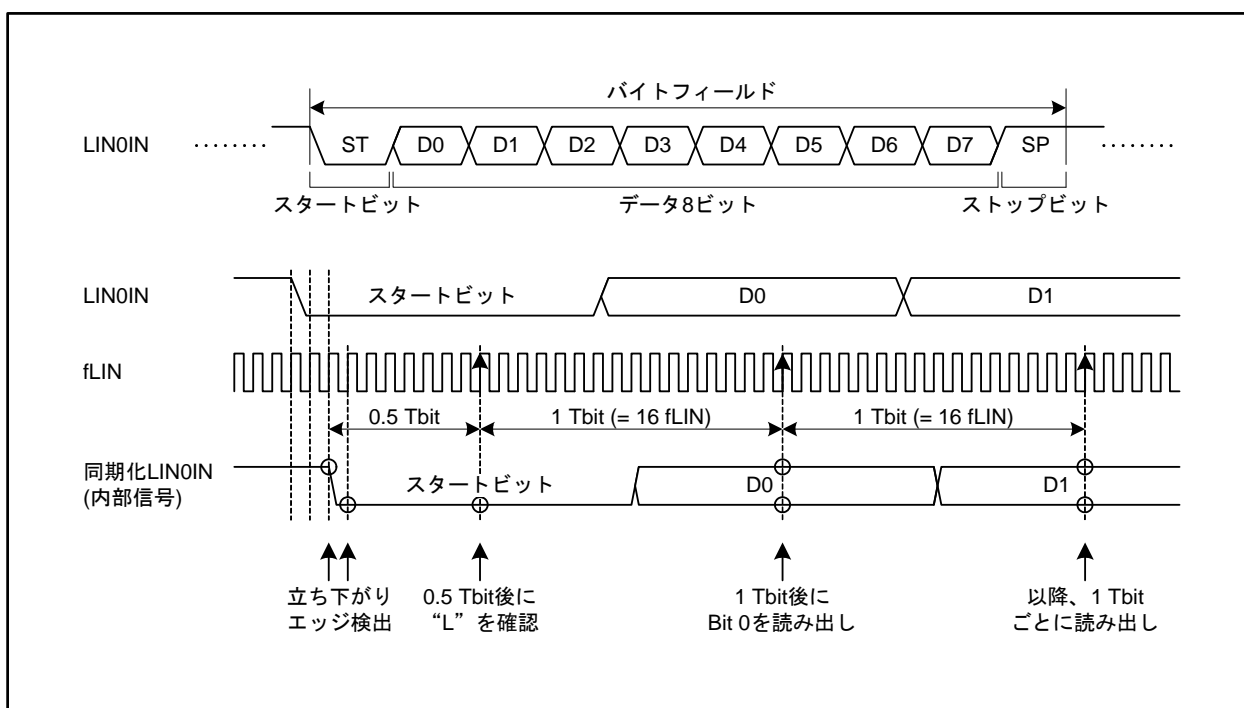 バイトフィールド
LIN0IN ········ ST D0 D1 D2 D3 D4 D5 D6 D7 SP ········
スタートビット データ8ビット ストップビット
LIN0IN スタートビット D0 D1
fLIN
0.5 Tbit 1 Tbit (= 16 fLIN) 1 Tbit (= 16 fLIN)
同期化LIN0IN
(内部信号)
スタートビット D0 D1
立ち下がり
エッジ検出
0.5 Tbit後に
“L”を確認
1 Tbit後に
Bit 0を読み出し
以降、1 Tbit
ごとに読み出し